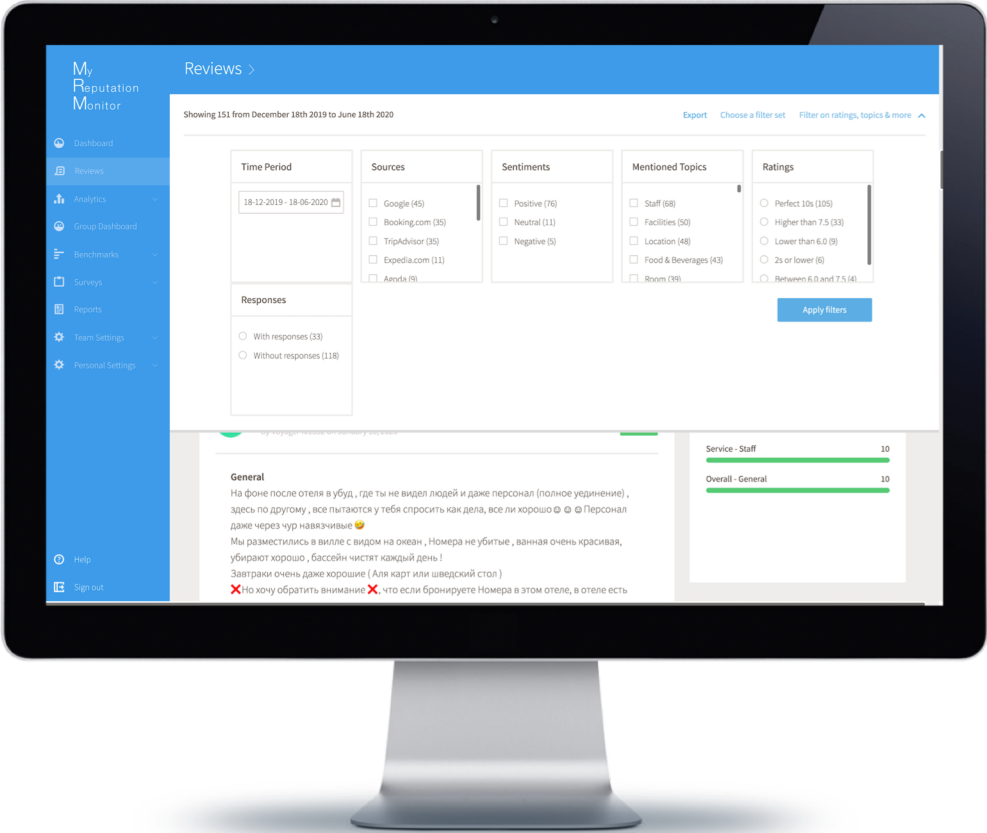 My
Reputation
Monitor
Dashboard
Reviews
Analytics
Group Dashboard
Benchmarks
Surveys
Reports
Team Settings
Personal Settings
Help
Sign out
Reviews >
Showing 151 from December 18th 2019 to June 18th 2020
Export Choose a filter set Filter on ratings, topics & more
Time Period
18-12-2019 - 18-06-2020
Sources
Google (45)
Booking.com (35)
TripAdvisor (35)
Expedia.com (11)
Agoda (9)
Sentiments
Positive (76)
Neutral (11)
Negative (5)
Mentioned Topics
Staff (68)
Facilities (50)
Location (48)
Food & Beverages (43)
Room (39)
Ratings
Perfect 10s (105)
Higher than 7.5 (33)
Lower than 6.0 (9)
2s or lower (6)
Between 6.0 and 7.5 (4)
Responses
With responses (33)
Without responses (118)
Apply filters
General
На фоне после отеля в убуд , где ты не видел людей и даже персонал (полное уединение) ,
здесь по другому , все пытаются у тебя спросить как дела, все ли хорошо☺ ☺ ☺Персонал
даже через чур навязчивые 🤣
Мы разместились в вилле с видом на океан , Номера не убитые , ванная очень красивая,
убирают хорошо , бассейн чистят каждый день !
Завтраки очень даже хорошие ( Аля карт или шведский стол )
❌Но хочу обратить внимание ❌, что если бронируете Номера в этом отеле, в отеле есть
Service - Staff 10
Overall - General 10